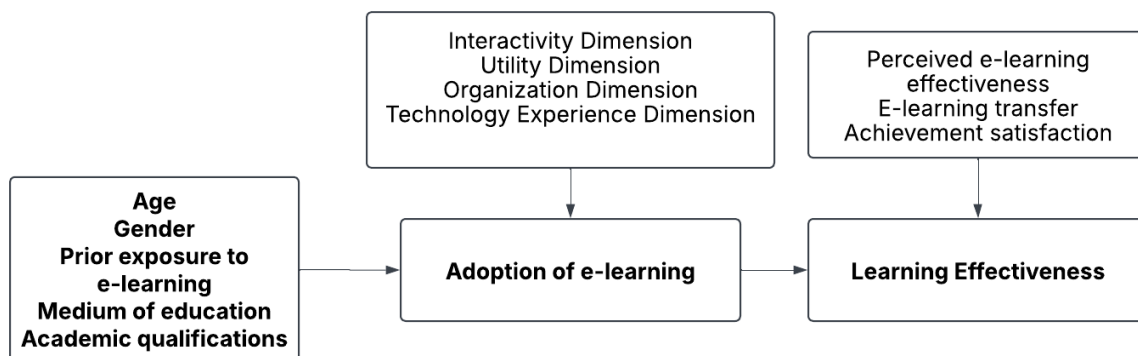 Interactivity Dimension
Utility Dimension
Organization Dimension
Technology Experience Dimension
Perceived e-learning
effectiveness
E-learning transfer
Achievement satisfaction
Age
Gender
Prior exposure to
e-learning
Medium of education
Academic qualifications
Adoption of e-learning
Learning Effectiveness